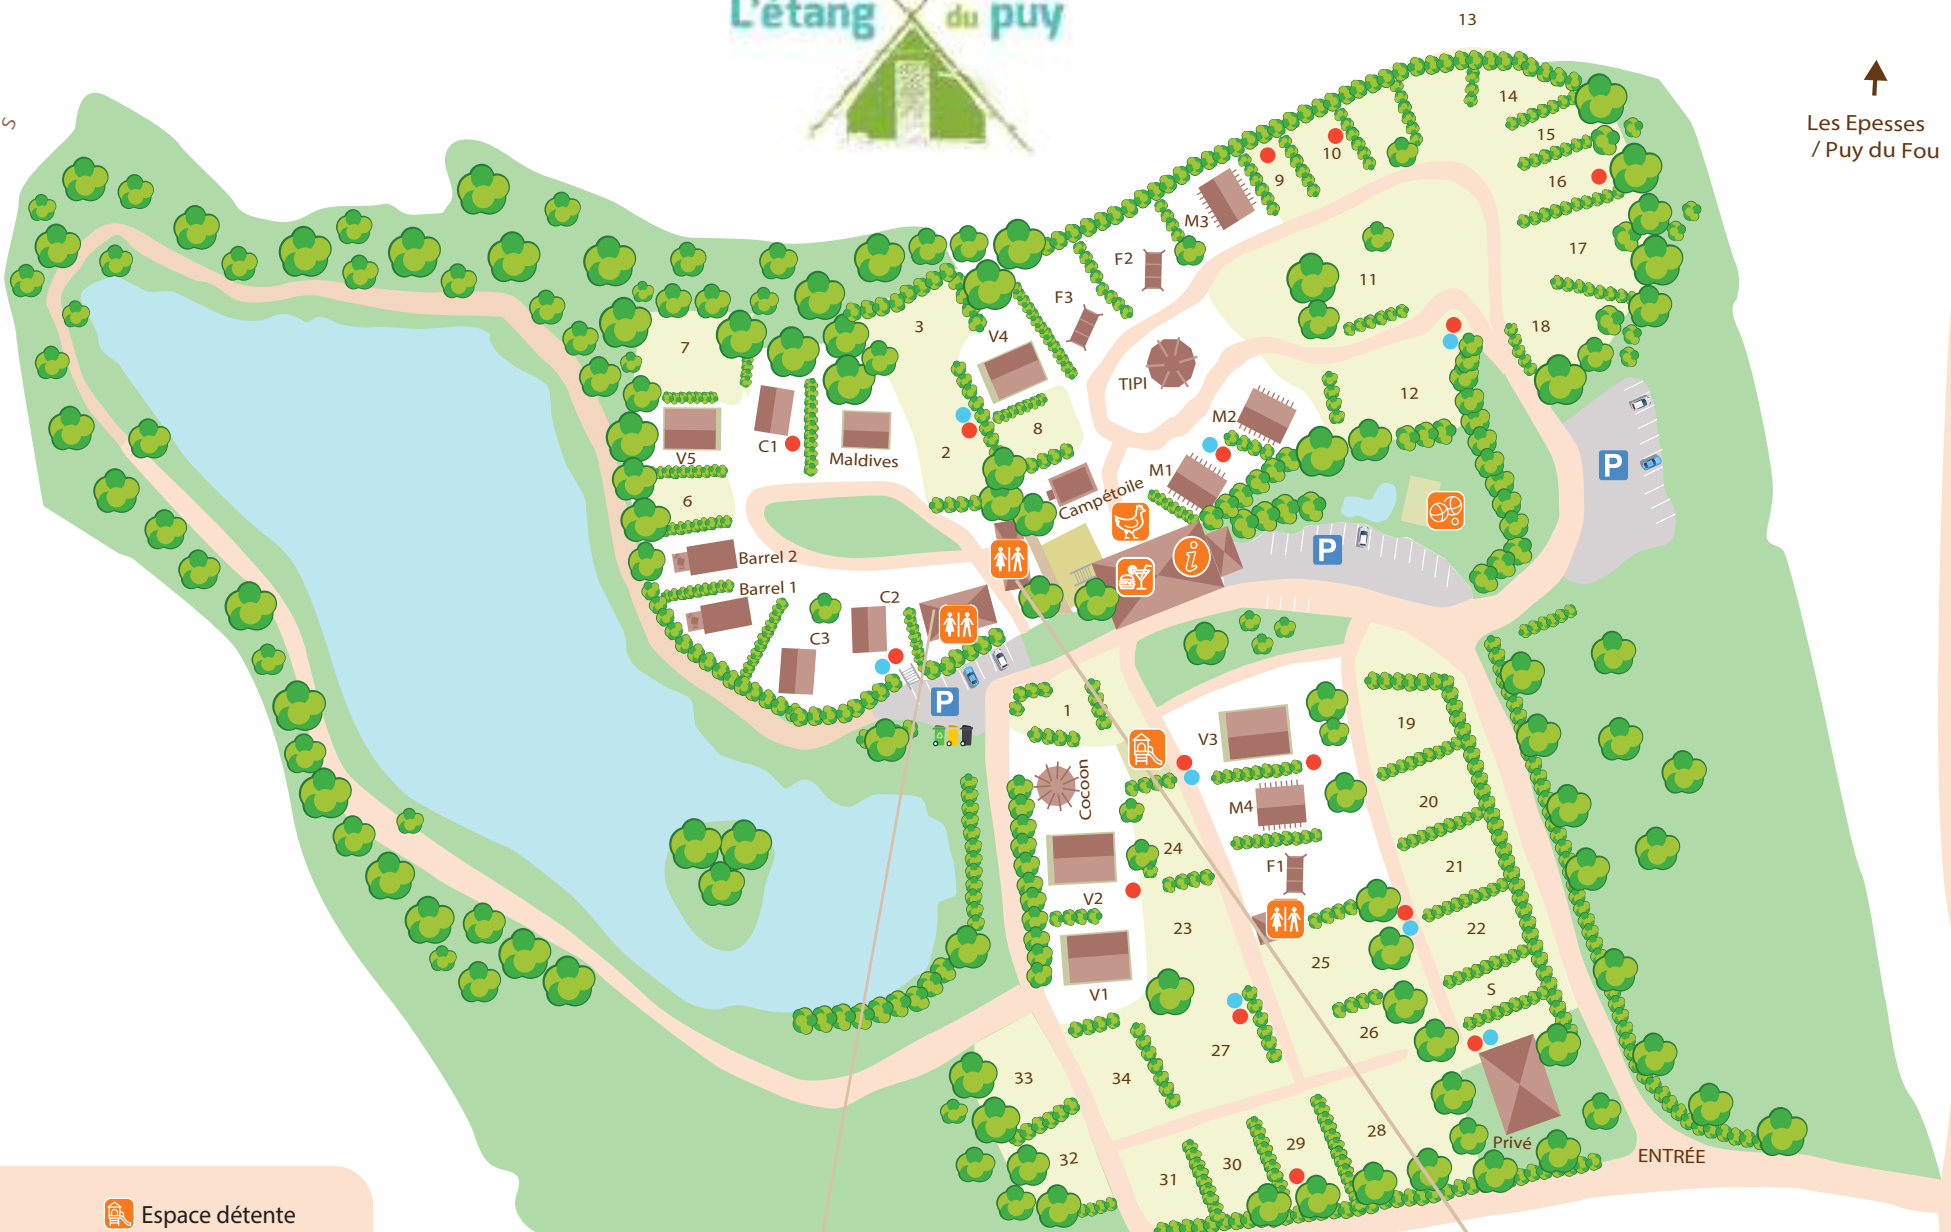 L'étang du puy
13
S
Les Epesses
/ Puy du Fou
14
15
10
16
9
M3
17
F2
11
F3
18
3
V4
7
TIPI
12
M2
8
C1
2
V5
Maldives
M1
P
Campétoile
6
P
Barrel 2
Barrel 1
C2
C3
P
1
19
V3
Cocoon
20
M4
24
21
F1
V2
23
22
25
S
V1
26
27
33
34
28
29
Privé
32
30
31
ENTRÉE
Espace détente